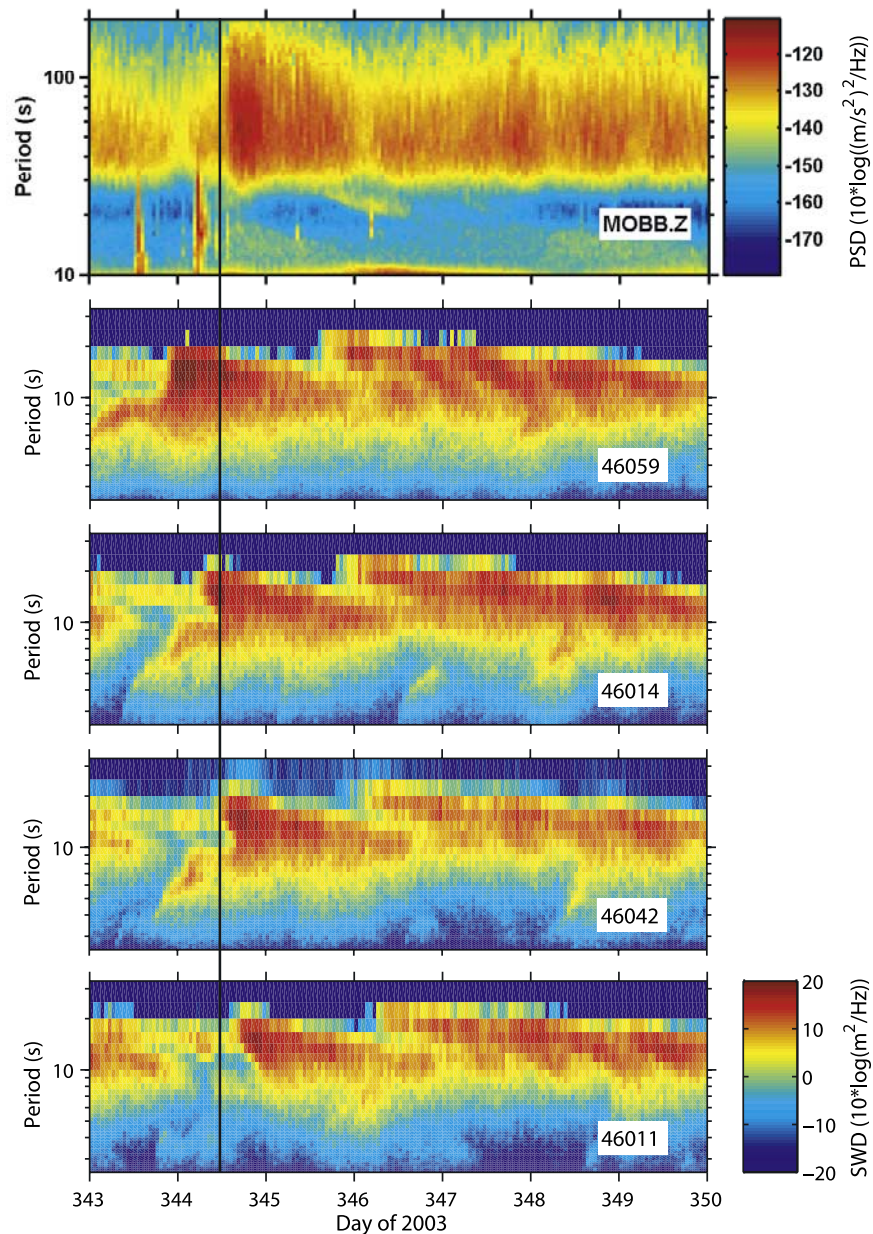 Period (s)
100
10
MOBB.Z
-120
-130
-140
-150
-160
-170
PSD (10*log((m/s²)²/Hz))
Period (s)
10
46059
Period (s)
10
46014
Period (s)
10
46042
Period (s)
10
46011
20
10
0
−10
−20
SWD (10*log(m²/Hz))
343 344 345 346 347 348 349 350
Day of 2003